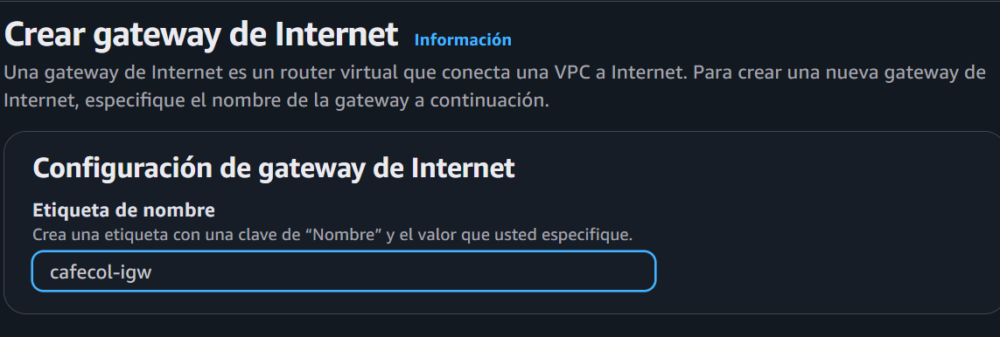 Crear gateway de Internet Información
Una gateway de Internet es un router virtual que conecta una VPC a Internet. Para crear una nueva gateway de
Internet, especifique el nombre de la gateway a continuación.
Configuración de gateway de Internet
Etiqueta de nombre
Crea una etiqueta con una clave de “Nombre” y el valor que usted especifique.
cafecol-igw